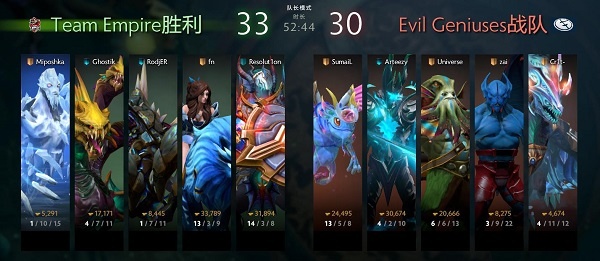 Team Empire胜利 33 队长模式 30 Evil Geniuses战队
时长
52:44
Miposhka Ghostik RodjER fn Resolut1on SumaiL Arteezy Universe zai Cr1t-
5,291 17,171 8,445 33,789 31,894 24,495 30,674 20,666 8,275 4,674
1 / 10 / 15 4 / 7 / 11 1 / 7 / 11 13 / 3 / 9 14 / 3 / 8 13 / 5 / 8 4 / 2 / 10 6 / 6 / 13 3 / 9 / 22 4 / 11 / 12